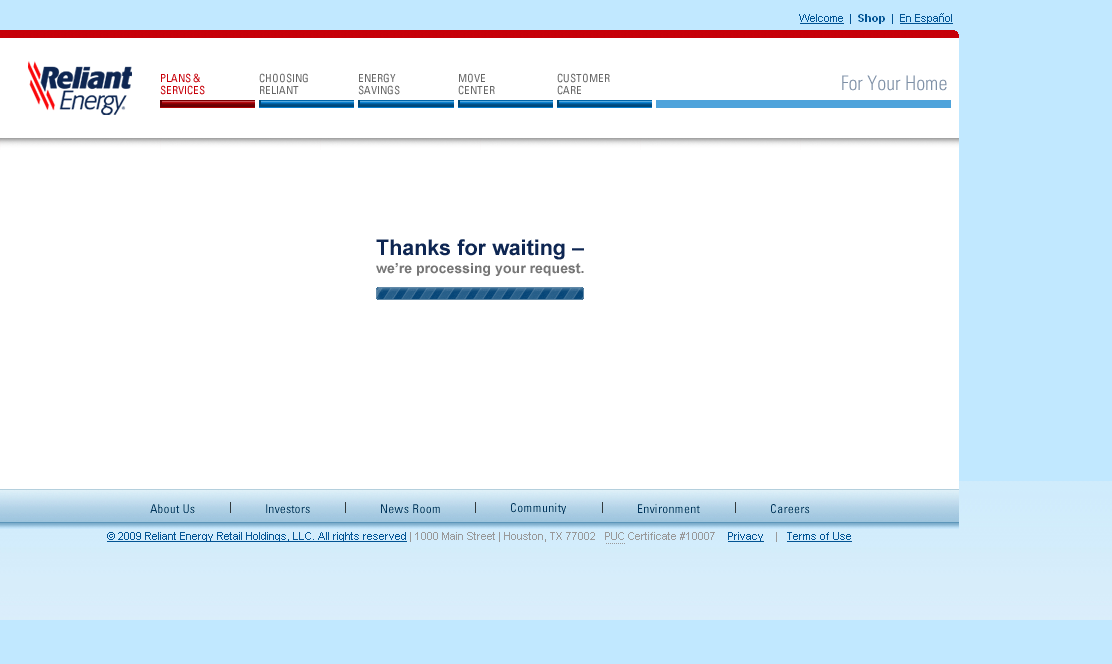 Welcome | Shop | En Español
Reliant
Energy
PLANS &
SERVICES
CHOOSING
RELIANT
ENERGY
SAVINGS
MOVE
CENTER
CUSTOMER
CARE
For Your Home
Thanks for waiting –
we're processing your request.
About Us | Investors | News Room | Community | Environment | Careers
© 2009 Reliant Energy Retail Holdings, LLC. All rights reserved | 1000 Main Street | Houston, TX 77002 PUC Certificate #10007 Privacy | Terms of Use